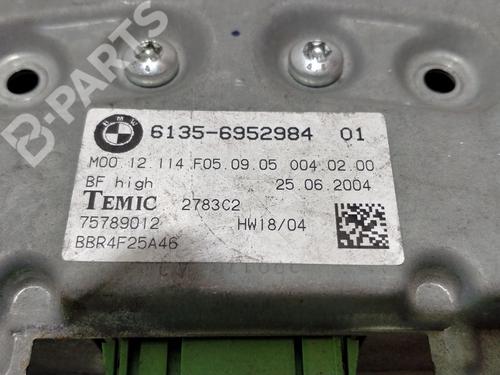 B-PARTS
BMW
6135-6952984 01
M00 12.114 F05.09.05 004.02.00
BF high 25.06.2004
TEMIC 2783C2
75789012 HW18/04
BBR4F25A46